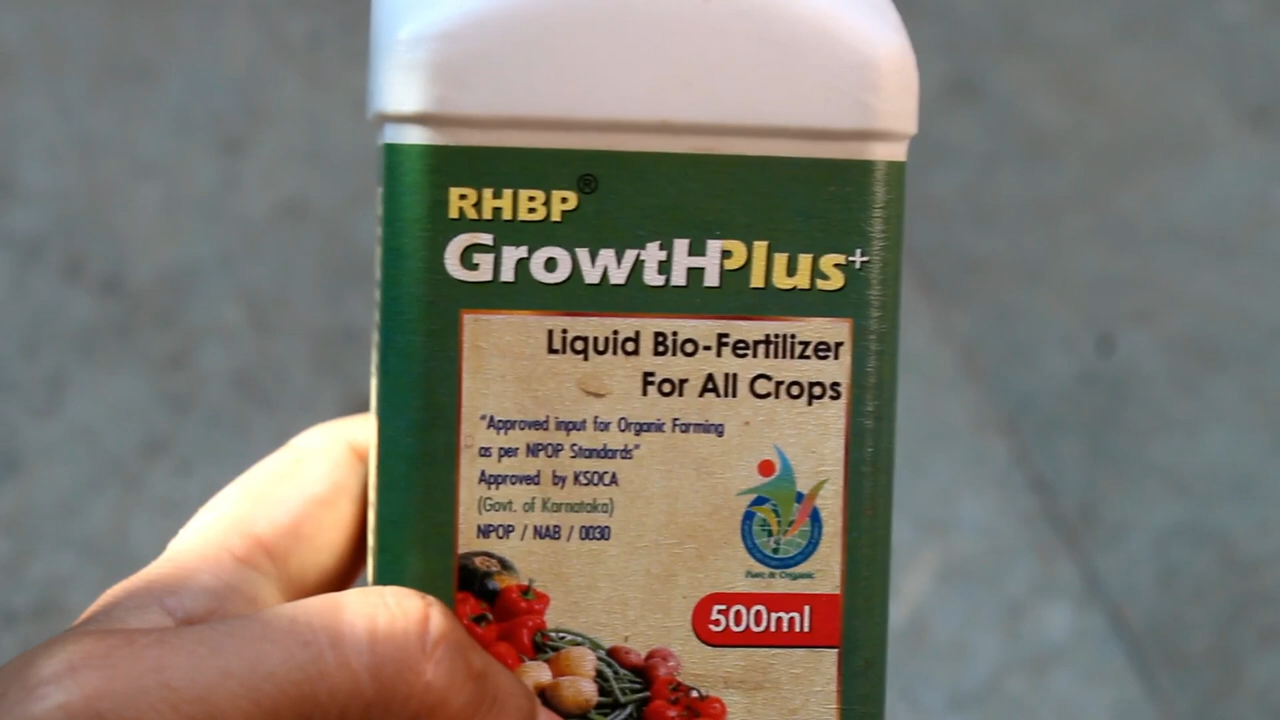 RHBP®
GrowtHPlus+
Liquid Bio-Fertilizer
For All Crops
"Approved input for Organic Farming
as per NPOP Standards"
Approved by KSOCA
(Govt. of Karnataka)
NPOP / NAB / 0030
& Organic
500ml